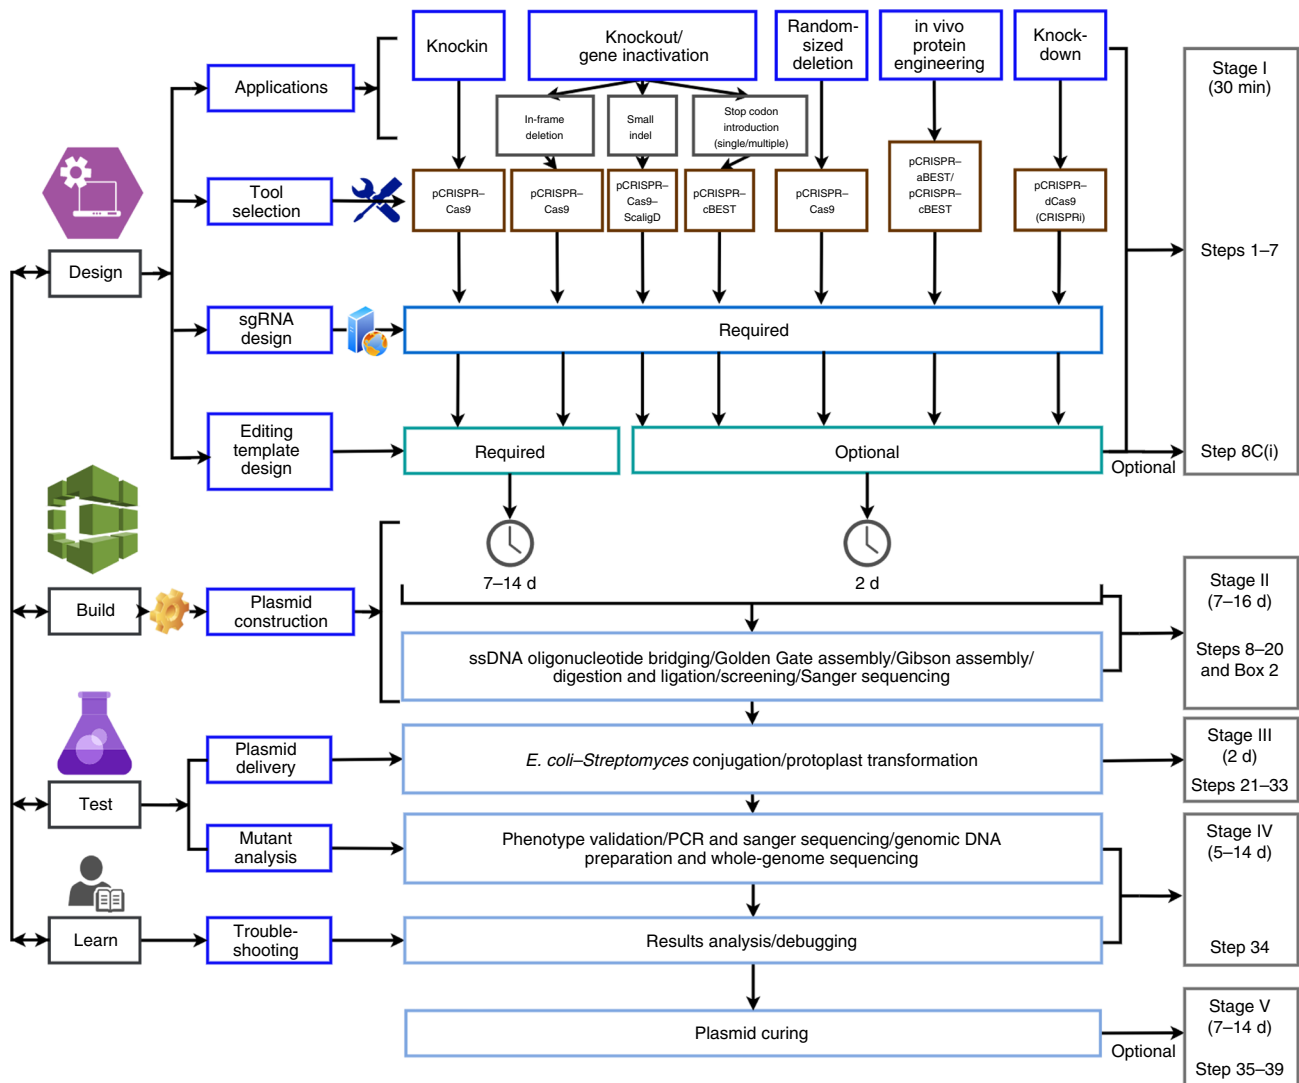 Knockin
Knockout/
gene inactivation
Random-
sized
deletion
in vivo
protein
engineering
Knock-
down
Stage I
(30 min)
Applications
In-frame
deletion
Small
indel
Stop codon
introduction
(single/multiple)
Tool
selection
pCRISPR–
Cas9
pCRISPR–
Cas9
pCRISPR–
Cas9–
ScaligD
pCRISPR–
cBEST
pCRISPR–
Cas9
pCRISPR–
aBEST/
pCRISPR–
cBEST
pCRISPR–
dCas9
(CRISPRi)
Steps 1–7
Design
sgRNA
design
Required
Editing
template
design
Required
Optional
Optional
Step 8C(i)
7–14 d
2 d
Build
Plasmid
construction
Stage II
(7–16 d)
Steps 8–20
and Box 2
ssDNA oligonucleotide bridging/Golden Gate assembly/Gibson assembly/
digestion and ligation/screening/Sanger sequencing
Plasmid
delivery
E. coli–Streptomyces conjugation/protoplast transformation
Stage III
(2 d)
Steps 21–33
Test
Mutant
analysis
Phenotype validation/PCR and sanger sequencing/genomic DNA
preparation and whole-genome sequencing
Stage IV
(5–14 d)
Step 34
Learn
Trouble-
shooting
Results analysis/debugging
Plasmid curing
Optional
Stage V
(7–14 d)
Step 35–39